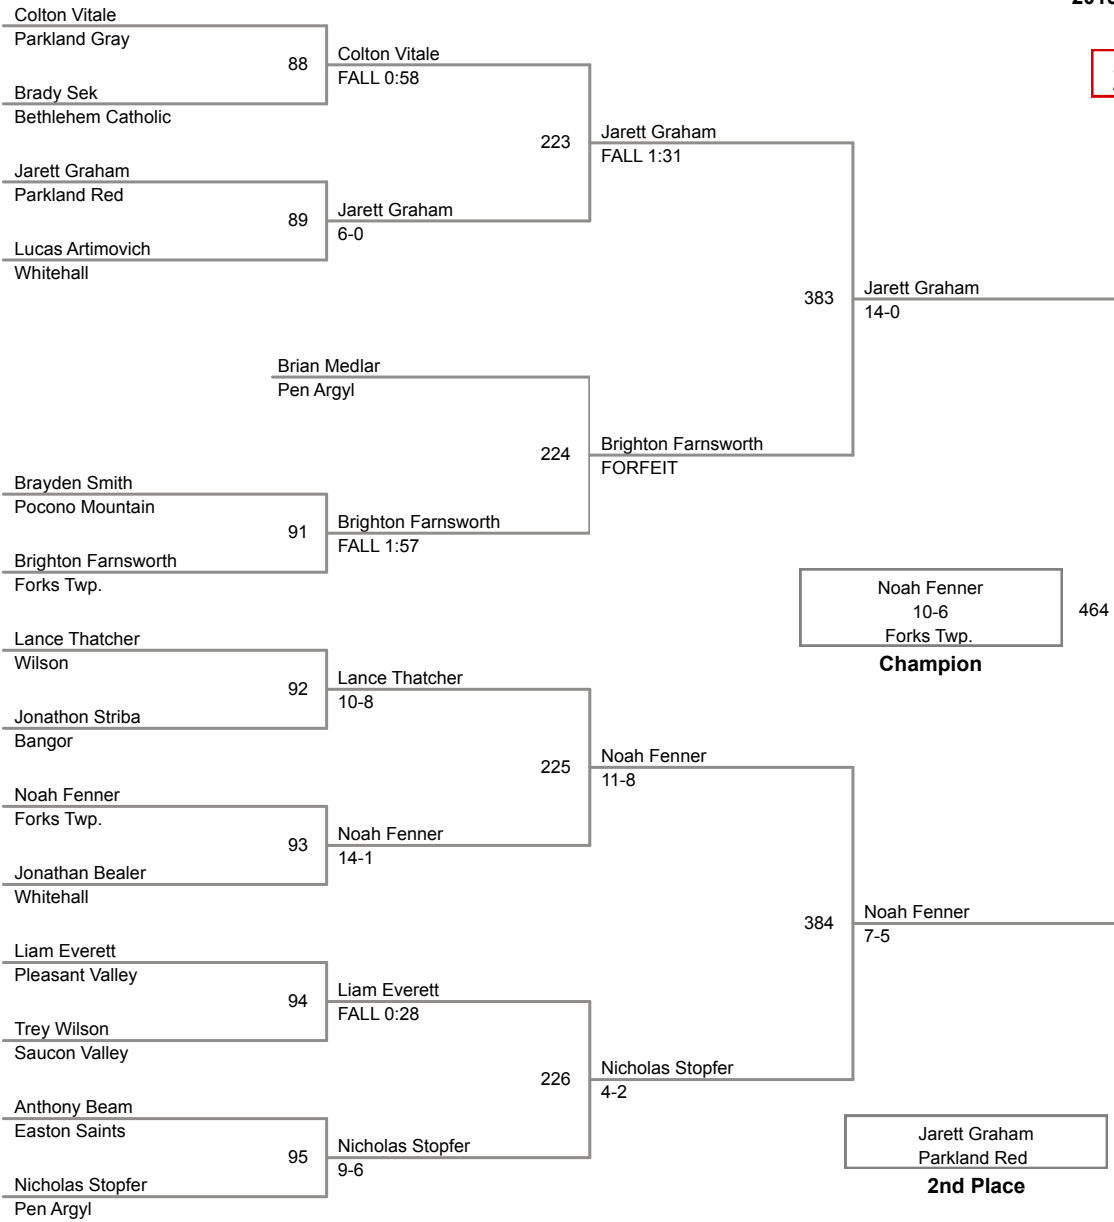 Colton Vitale
Parkland Gray
88
Colton Vitale
FALL 0:58
Brady Sek
Bethlehem Catholic
223
Jarett Graham
FALL 1:31
Jarett Graham
Parkland Red
89
Jarett Graham
6-0
Lucas Artimovich
Whitehall
383
Jarett Graham
14-0
Brian Medlar
Pen Argyl
224
Brighton Farnsworth
FORFEIT
Brayden Smith
Pocono Mountain
91
Brighton Farnsworth
FALL 1:57
Brighton Farnsworth
Forks Twp.
Noah Fenner
10-6
Forks Twp.
464
Champion
Lance Thatcher
Wilson
92
Lance Thatcher
10-8
Jonathon Striba
Bangor
225
Noah Fenner
11-8
Noah Fenner
Forks Twp.
93
Noah Fenner
14-1
Jonathan Bealer
Whitehall
384
Noah Fenner
7-5
Liam Everett
Pleasant Valley
94
Liam Everett
FALL 0:28
Trey Wilson
Saucon Valley
226
Nicholas Stopfer
4-2
Anthony Beam
Easton Saints
95
Nicholas Stopfer
9-6
Nicholas Stopfer
Pen Argyl
Jarett Graham
Parkland Red
2nd Place